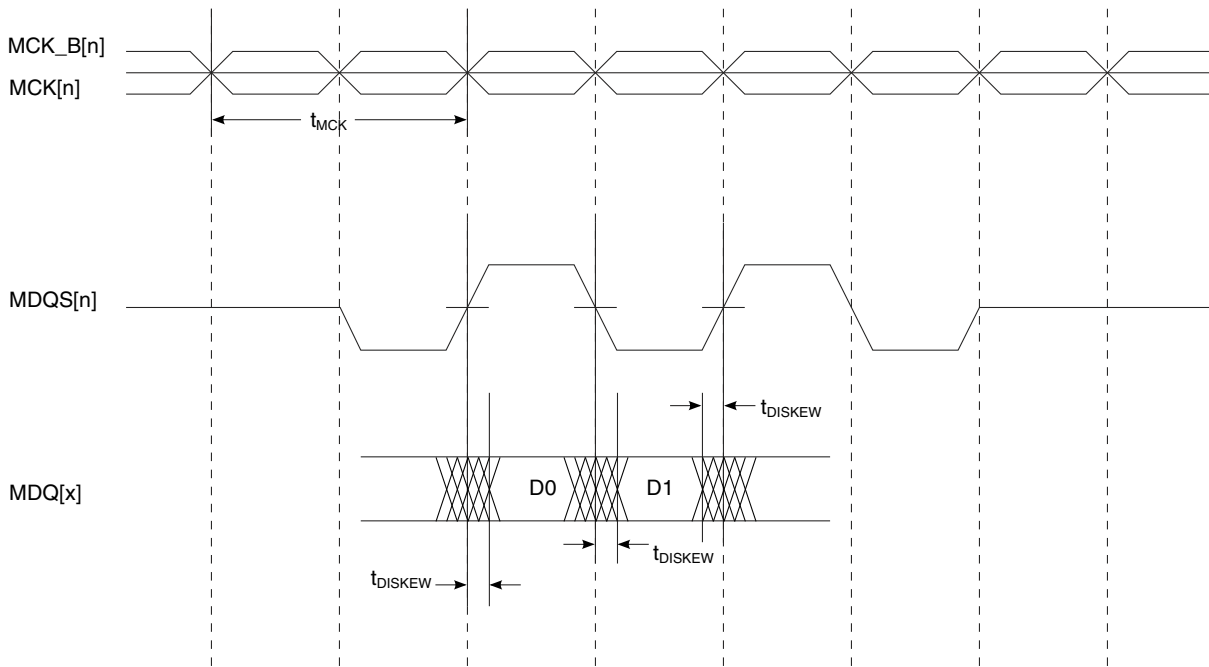 MCK_B[n]
MCK[n]
tMCK
MDQS[n]
tDISKEW
MDQ[x]
D0
D1
tDISKEW
tDISKEW